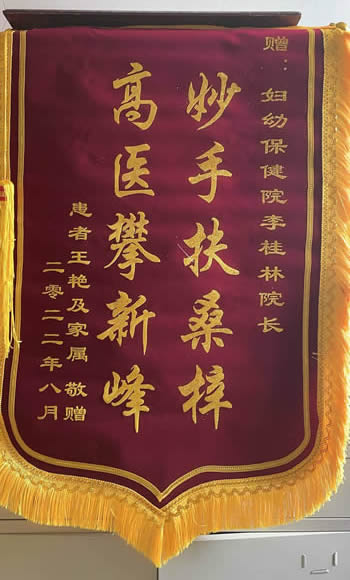 赠：妇幼保健院李桂林院长
妙手扶桑梓
高医攀新峰
患者王艳及家属 敬赠
二零二二年八月